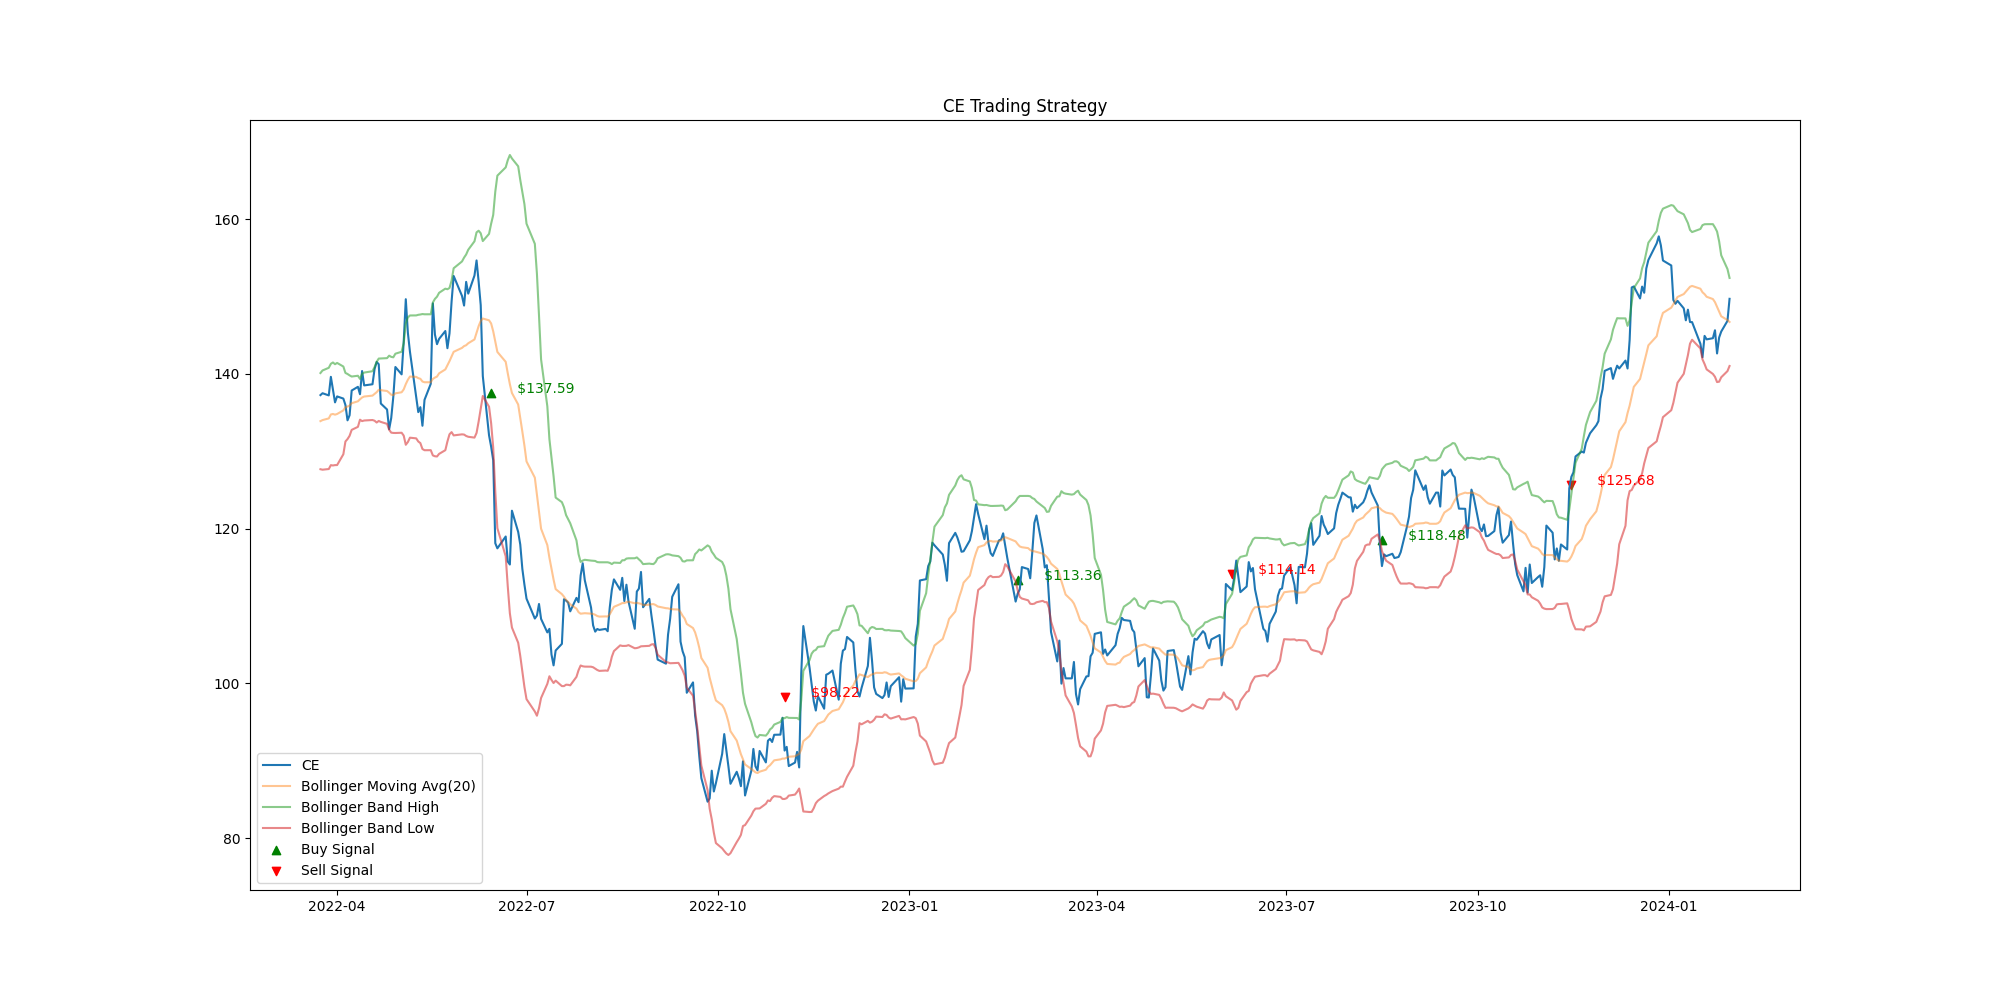 CE Trading Strategy
160
140
120
100
80
$137.59
$98.22
$113.36
$114.14
$118.48
$125.68
CE
Bollinger Moving Avg(20)
Bollinger Band High
Bollinger Band Low
Buy Signal
Sell Signal
2022-04
2022-07
2022-10
2023-01
2023-04
2023-07
2023-10
2024-01